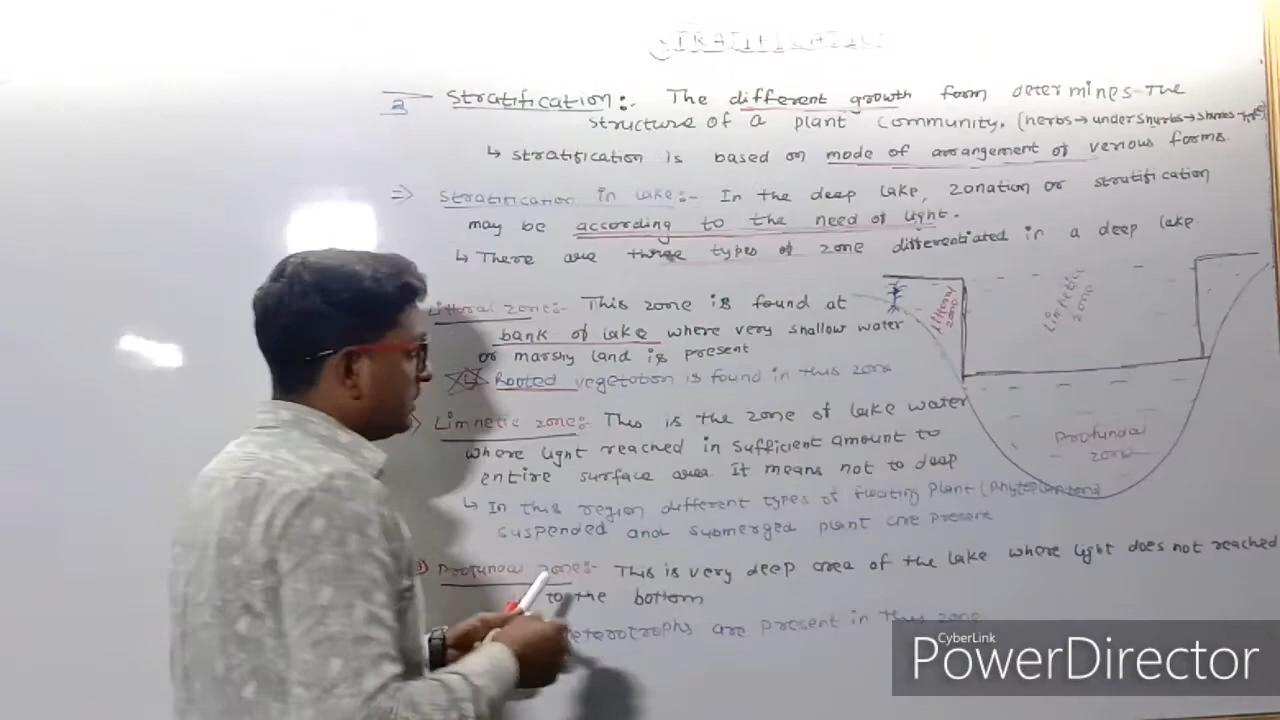 STRATIFICATION
2 Stratification:- The different growth form determines the
structure of a plant community. (herbs→undershurbs→shurbs→
↳ stratification is based on mode of arrangement of verious forms.
⇒ Stratification in lake:- In the deep lake, zonation or stratification
may be according to the need of light.
↳ There are three types of zone differentiated in a deep lake.
Littoral zone:- This zone is found at
bank of lake where very shallow water
or marshy land is present
↳ Rooted vegetation is found in this zone
Limnetic zone:- This is the zone of lake water
where light reached in sufficient amount to
entire surface area. It means not to deep
↳ In this region different types of floating plant (phytoplankton)
suspended and submerged plant are present
3) Profundal zone:- This is very deep area of the lake where light does not reached
to the bottom
Heterotrophs are present in this zone
zone
Limnetic
zone
Profundal
zone
CyberLink
PowerDirector